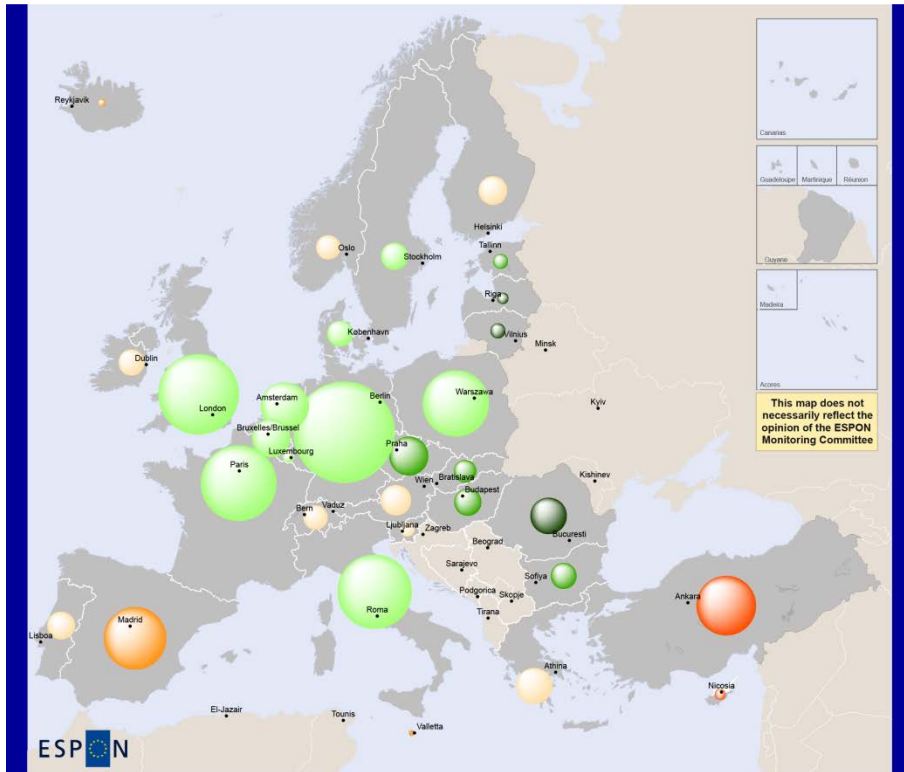 Reykjavik
Canarias
Guadeloupe
Martinique
Réunion
Guyane
Helsinki
Tallinn
Oslo
Stockholm
Riga
Madeira
København
Vilnius
Minsk
Dublin
Acores
Amsterdam
Berlin
Warszawa
London
Kyiv
This map does not
necessarily reflect the
opinion of the ESPON
Monitoring Committee
Bruxelles/Brussel
Praha
Luxembourg
Paris
Kishinev
Wien
Bratislava
Budapest
Bern
Vaduz
Ljubljana
Zagreb
Bucuresti
Beograd
Sarajevo
Sofiya
Podgorica
Skopje
Ankara
Roma
Tirana
Madrid
Lisboa
Athina
Nicosia
El-Jazair
Tounis
Valletta
ESPON